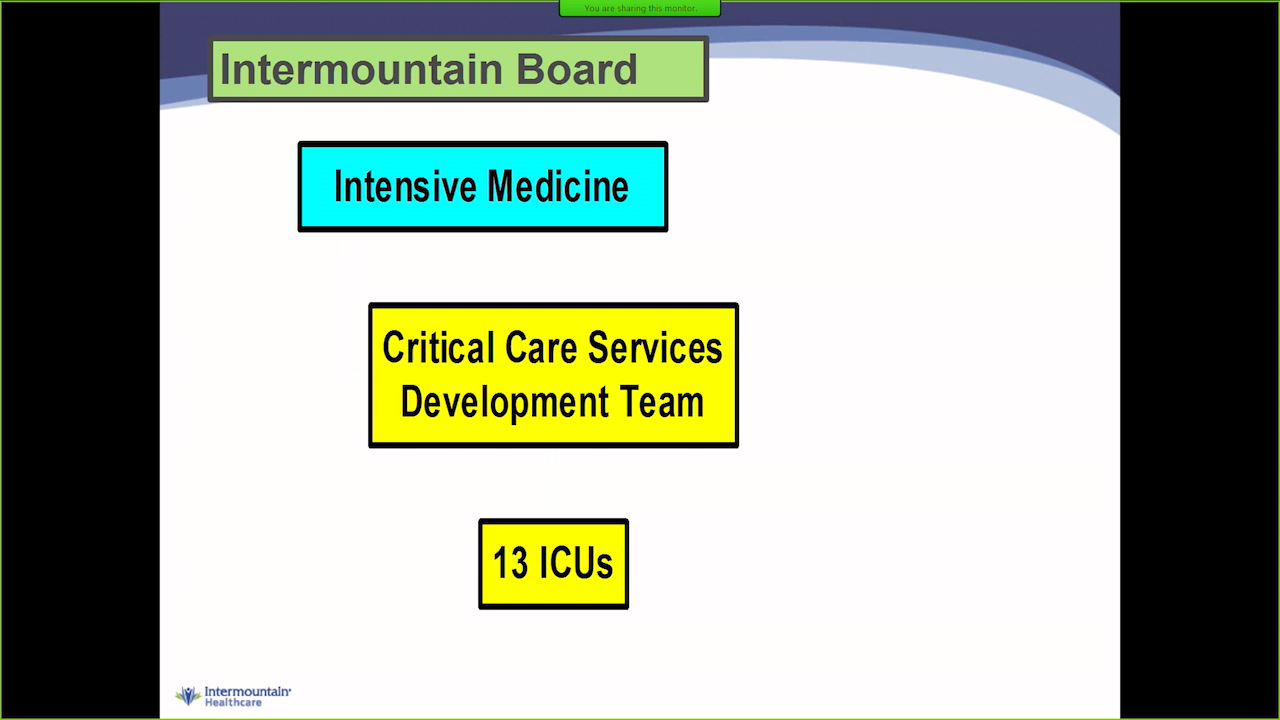 You are sharing this monitor.
Intermountain Board
Intensive Medicine
Critical Care Services
Development Team
13 ICUs
Intermountain
Healthcare